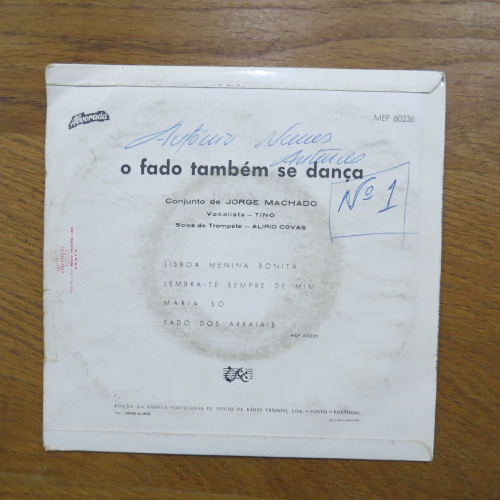 Alvorada
MEP 60236
António Nunes
Antunes
o fado também se dança
Nº 1
Conjunto de JORGE MACHADO
Vocalista - TINO
Solos de Trompete - ALIRIO COVAS
LISBOA MENINA BONITA
LEMBRA-TE SEMPRE DE MIM
MARIA SÓ
FADO DOS ARRAIAIS
EDIÇÃO DA FÁBRICA PORTUGUESA DE DISCOS DA RÁDIO TRIUNFO, LDA. - PORTO - PORTUGAL